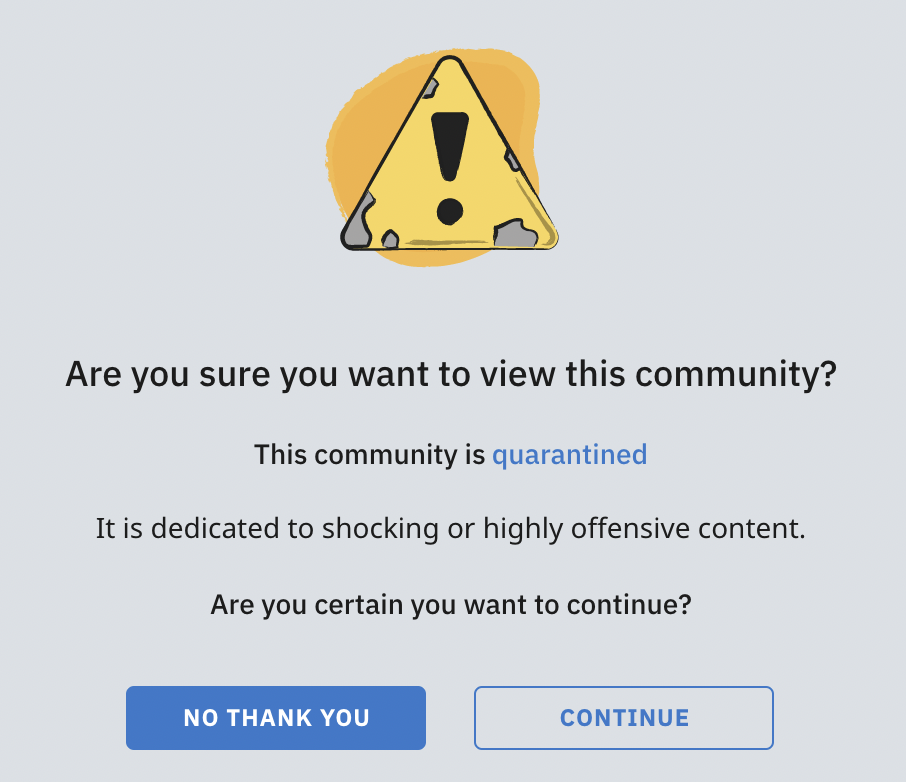 Are you sure you want to view this community?
This community is quarantined
It is dedicated to shocking or highly offensive content.
Are you certain you want to continue?
NO THANK YOU
CONTINUE